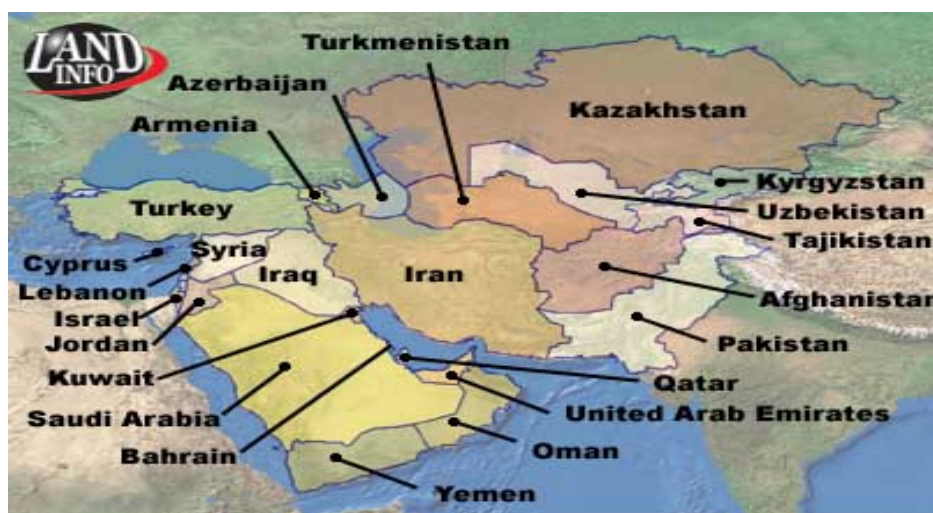 LAND
INFO
Turkmenistan
Azerbaijan
Armenia
Kazakhstan
Kyrgyzstan
Uzbekistan
Tajikistan
Turkey
Syria
Cyprus
Iraq
Iran
Lebanon
Afghanistan
Israel
Jordan
Pakistan
Kuwait
Qatar
Saudi Arabia
United Arab Emirates
Bahrain
Oman
Yemen